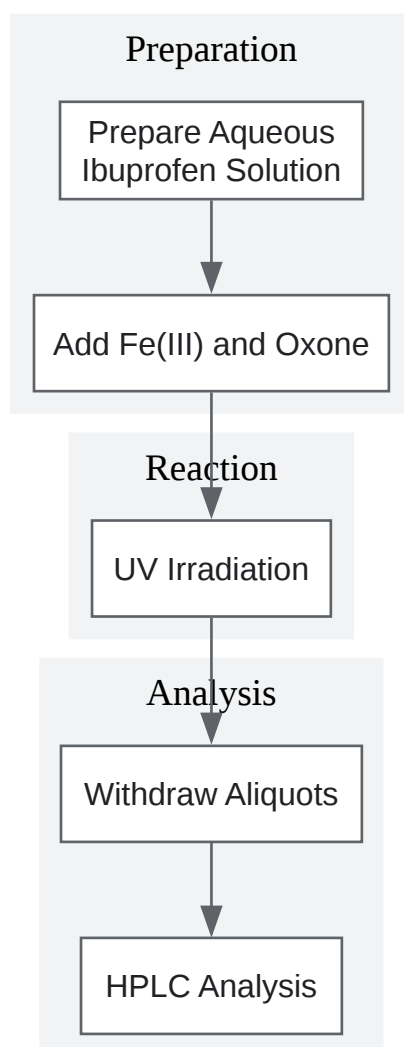 Preparation
Prepare Aqueous
Ibuprofen Solution
Add Fe(III) and Oxone
Reaction
UV Irradiation
Analysis
Withdraw Aliquots
HPLC Analysis